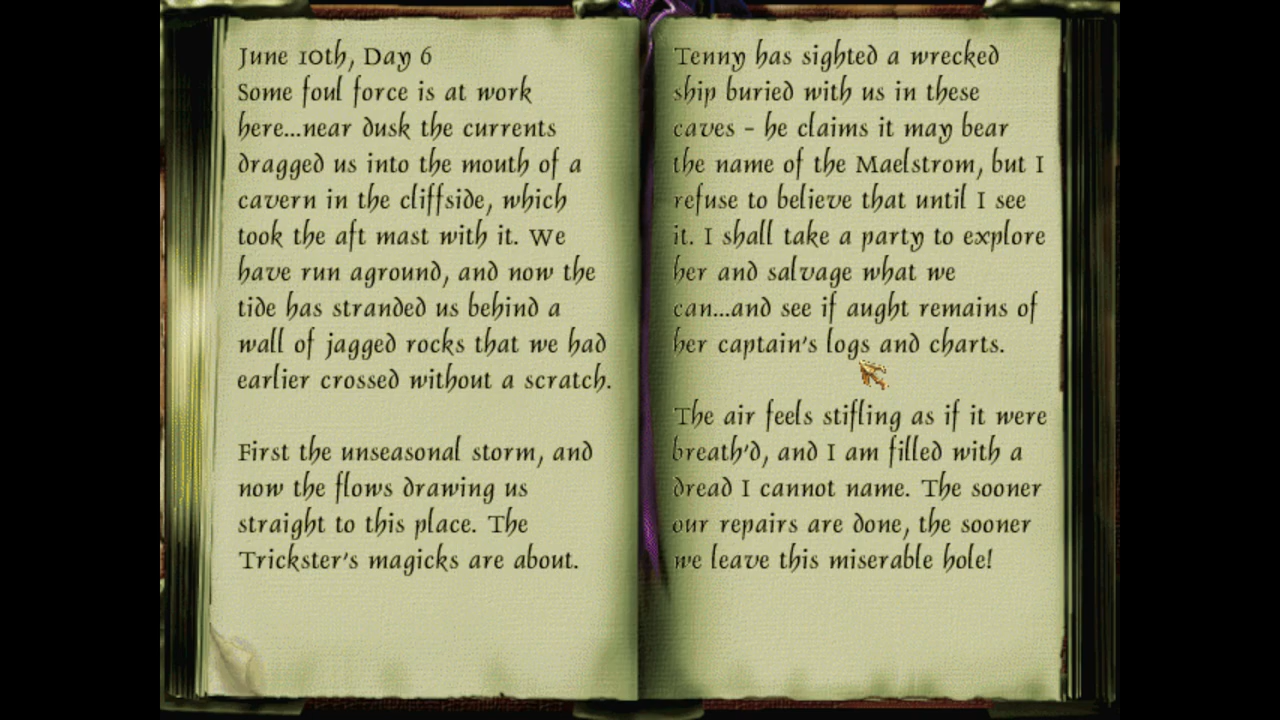 June 10th, Day 6
Some foul force is at work
here...near dusk the currents
dragged us into the mouth of a
cavern in the cliffside, which
took the aft mast with it. We
have run aground, and now the
tide has stranded us behind a
wall of jagged rocks that we had
earlier crossed without a scratch.
First the unseasonal storm, and
now the flows drawing us
straight to this place. The
Trickster's magicks are about.
Tenny has sighted a wrecked
ship buried with us in these
caves - he claims it may bear
the name of the Maelstrom, but I
refuse to believe that until I see
it. I shall take a party to explore
her and salvage what we
can...and see if aught remains of
her captain's logs and charts.
The air feels stifling as if it were
breath'd, and I am filled with a
dread I cannot name. The sooner
our repairs are done, the sooner
we leave this miserable hole!